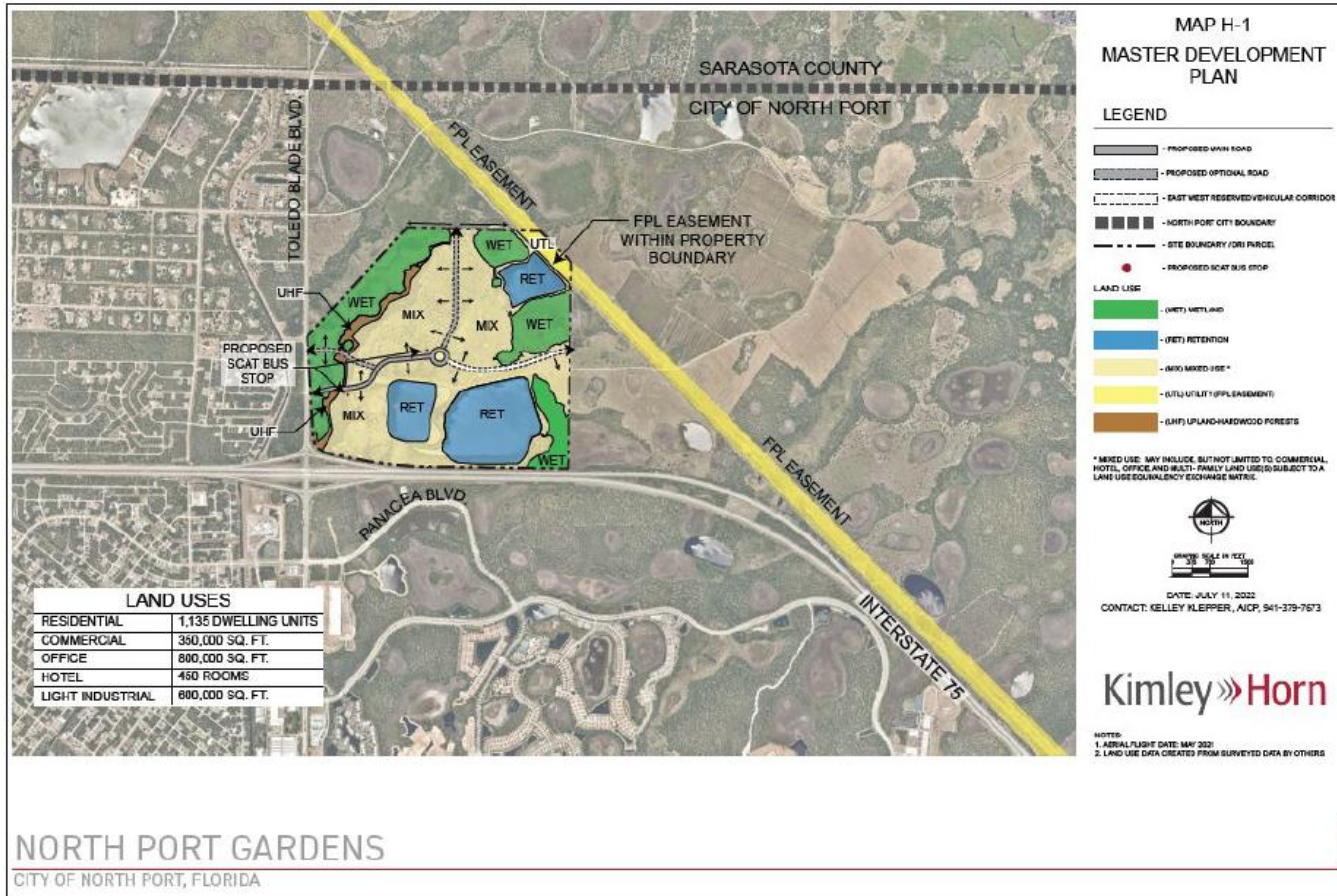 SARASOTA COUNTY
CITY OF NORTH PORT
TOLEDO BLADE BLVD.
FPL EASEMENT
FPL EASEMENT
WITHIN PROPERTY
BOUNDARY
UTL
WET
RET
WET
UHF
MIX
MIX
WET
PROPOSED
SCAT BUS
STOP
MIX
RET
RET
UHF
WET
FPL EASEMENT
PANACEA BLVD.
INTERSTATE 75
LAND USES
RESIDENTIAL 1,135 DWELLING UNITS
COMMERCIAL 350,000 SQ. FT.
OFFICE 800,000 SQ. FT.
HOTEL 450 ROOMS
LIGHT INDUSTRIAL 600,000 SQ. FT.
MAP H-1
MASTER DEVELOPMENT
PLAN
LEGEND
- PROPOSED MAIN ROAD
- PROPOSED OPTIONAL ROAD
- EAST WEST RESERVED VEHICULAR CORRIDOR
- NORTH PORT CITY BOUNDARY
- SITE BOUNDARY / DRI PARCEL
- PROPOSED SCAT BUS STOP
LAND USE
- (WET) WETLAND
- (RET) RETENTION
- (MIX) MIXED USE *
- (UTL) UTILITY (FPL EASEMENT)
- (UHF) UPLAND-HARDWOOD FORESTS
* MIXED USE: MAY INCLUDE, BUT NOT LIMITED TO, COMMERCIAL,
HOTEL, OFFICE, AND MULTI- FAMILY LAND USE(S) SUBJECT TO A
LAND USE EQUIVALENCY EXCHANGE MATRIX.
NORTH
GRAPHIC SCALE IN FEET
0 375 750 1500
DATE: JULY 11, 2022
CONTACT: KELLEY KLEPPER, AICP, 941-379-7673
Kimley»Horn
NOTES:
1. AERIAL FLIGHT DATE: MAY 2021
2. LAND USE DATA CREATED FROM SURVEYED DATA BY OTHERS
NORTH PORT GARDENS
CITY OF NORTH PORT, FLORIDA